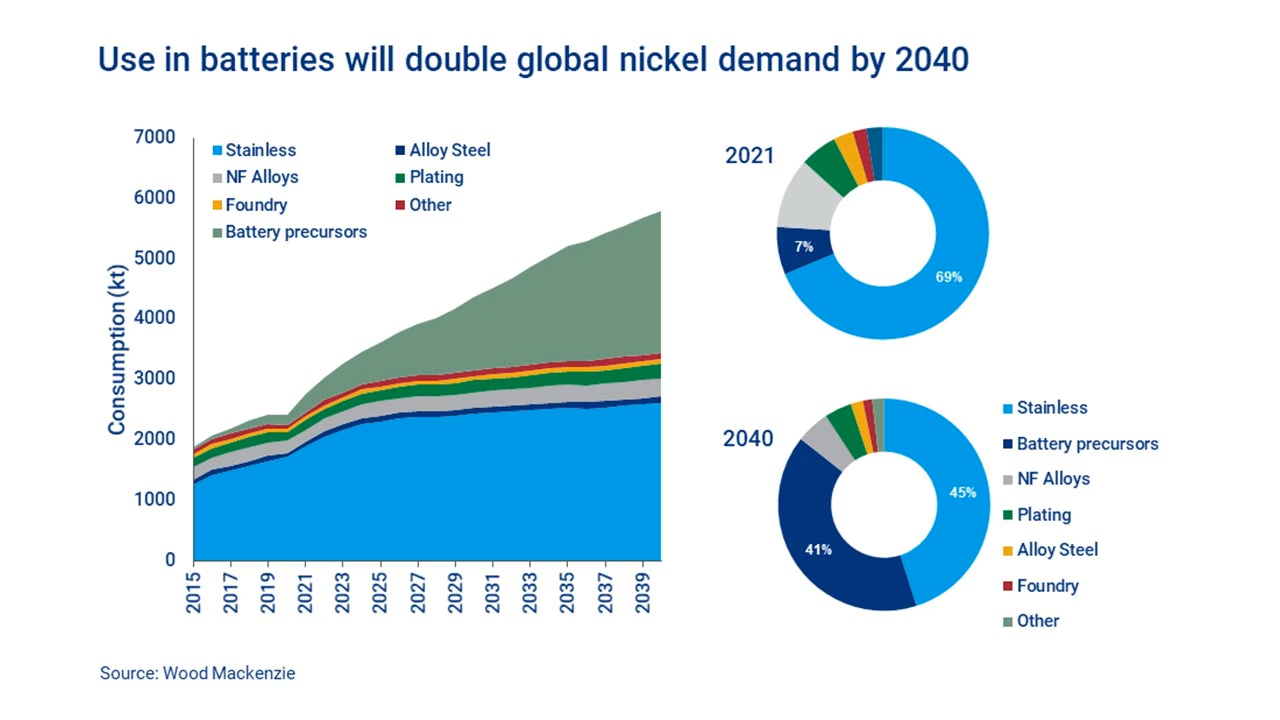 Use in batteries will double global nickel demand by 2040
Consumption (kt)
7000
6000
5000
4000
3000
2000
1000
0
Stainless
Alloy Steel
NF Alloys
Plating
Foundry
Other
Battery precursors
2015
2017
2019
2021
2023
2025
2027
2029
2031
2033
2035
2037
2039
2021
7%
69%
2040
45%
41%
Stainless
Battery precursors
NF Alloys
Plating
Alloy Steel
Foundry
Other
Source: Wood Mackenzie